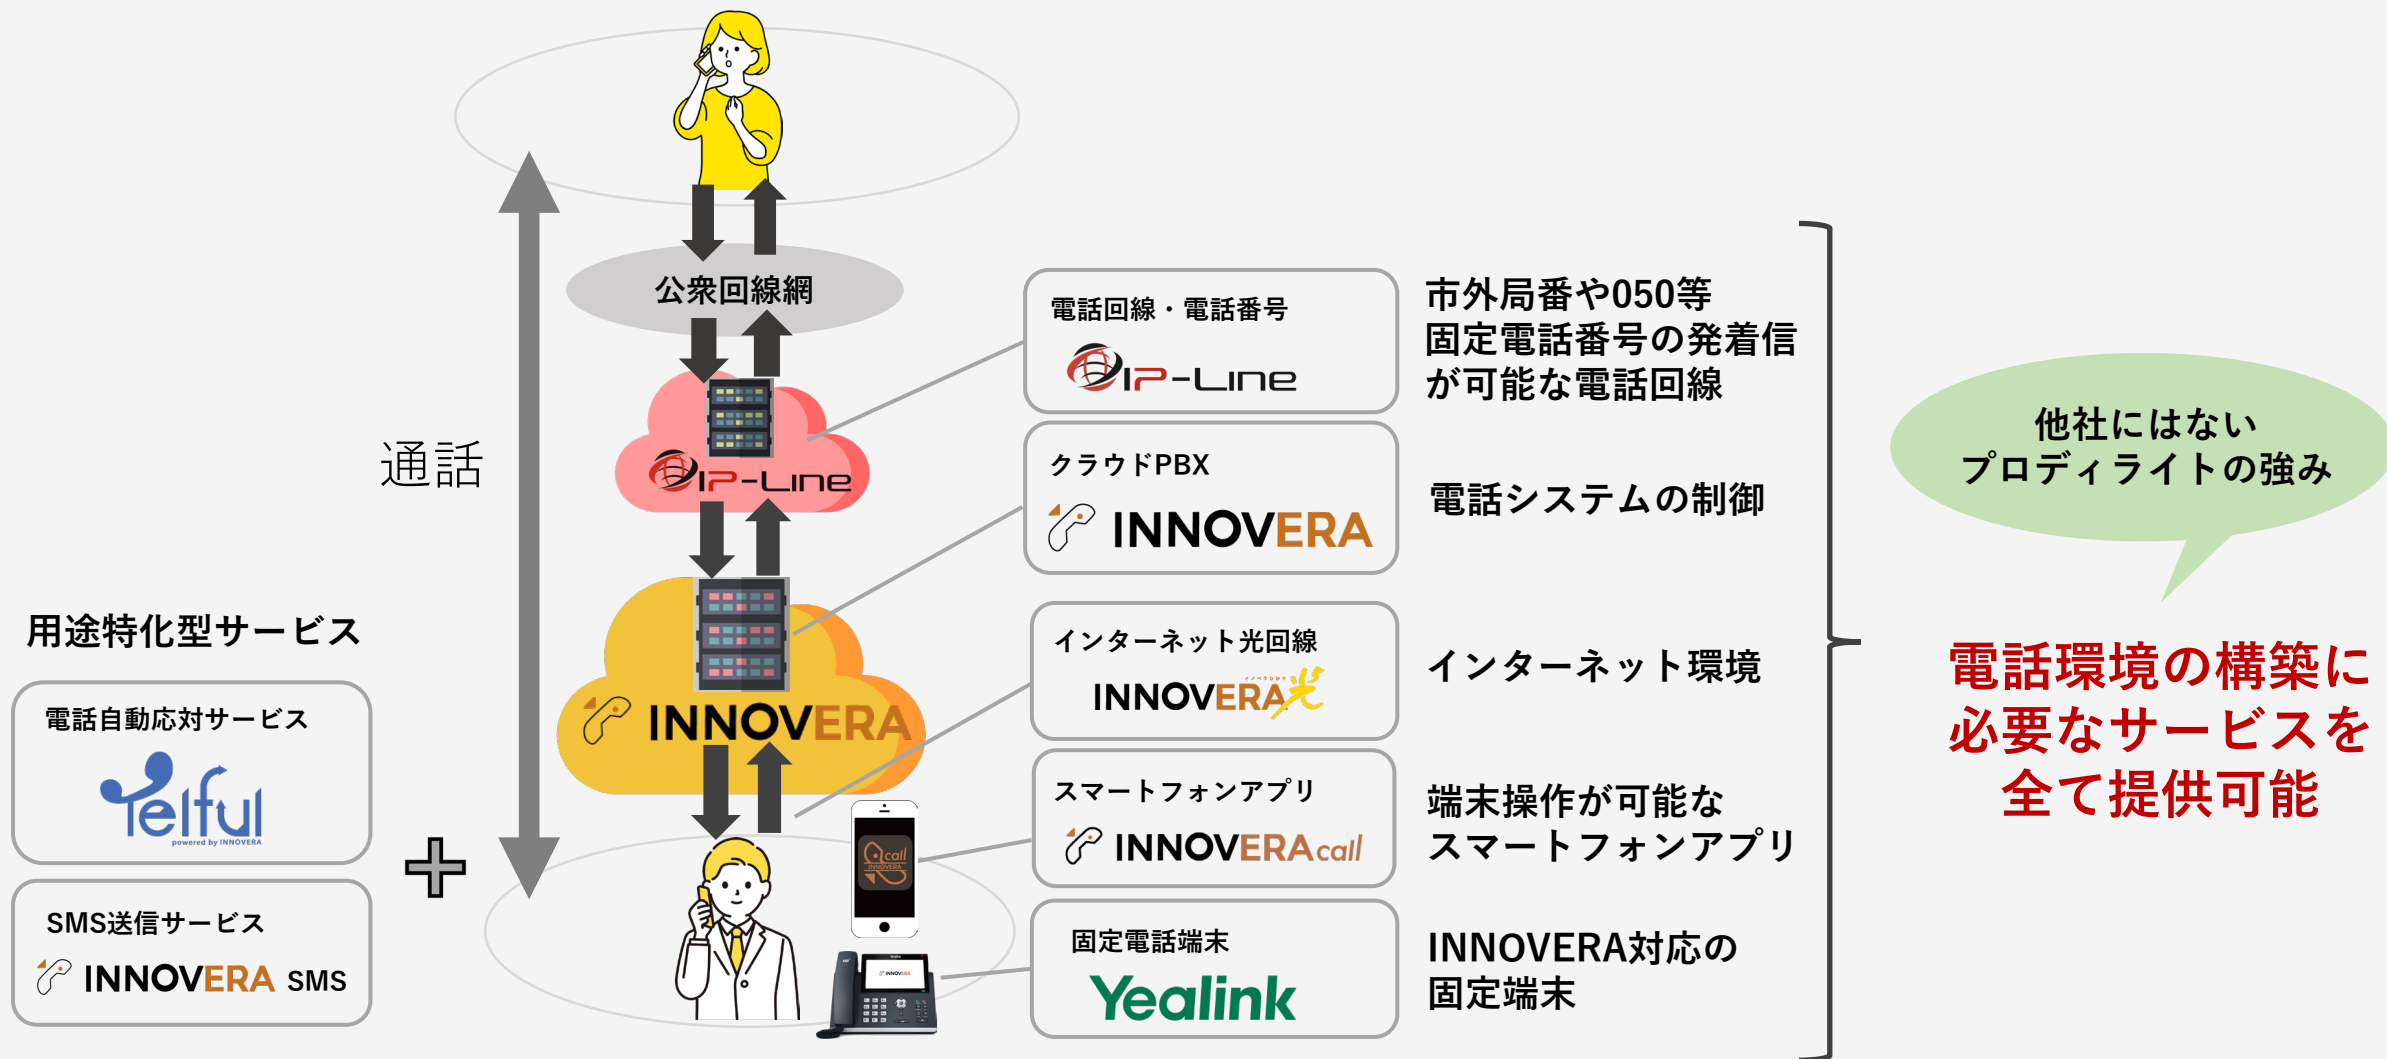 公衆回線網
通話
IP-Line
INNOVERA
用途特化型サービス
電話自動応対サービス
Telful
powered by INNOVERA
SMS送信サービス
INNOVERA SMS
call
INNOVERA
Yealink
INNOVERA
電話回線・電話番号
IP-Line
市外局番や050等
固定電話番号の発着信
が可能な電話回線
クラウドPBX
INNOVERA
電話システムの制御
インターネット光回線
イノベラひかり
INNOVERA光
インターネット環境
スマートフォンアプリ
INNOVERAcall
端末操作が可能な
スマートフォンアプリ
固定電話端末
Yealink
INNOVERA対応の
固定端末
他社にはない
プロディライトの強み
電話環境の構築に
必要なサービスを
全て提供可能